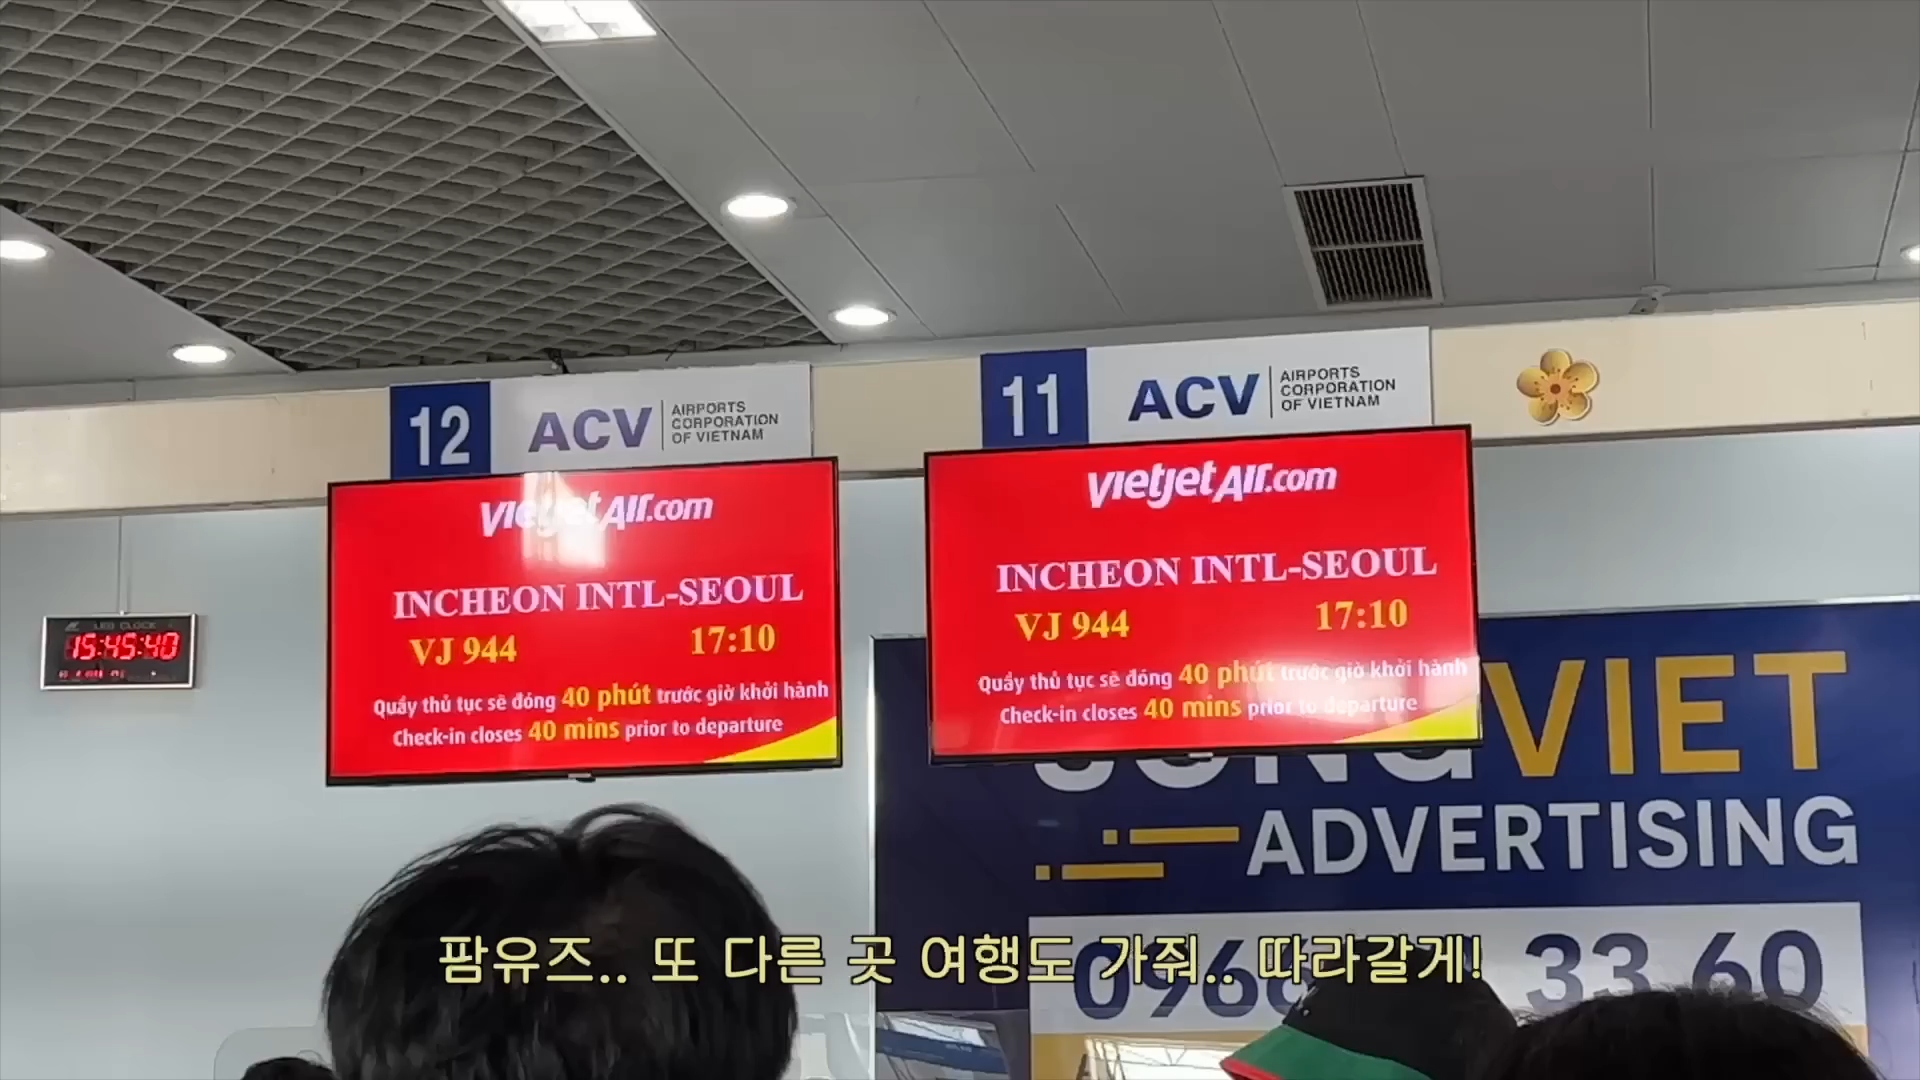 12
ACV
AIRPORTS
CORPORATION
OF VIETNAM
11
ACV
AIRPORTS
CORPORATION
OF VIETNAM
VietjetAir.com
INCHEON INTL-SEOUL
VJ 944 17:10
Quầy thủ tục sẽ đóng 40 phút trước giờ khởi hành
Check-in closes 40 mins prior to departure
VietjetAir.com
INCHEON INTL-SEOUL
VJ 944 17:10
Quầy thủ tục sẽ đóng 40 phút trước giờ khởi hành
Check-in closes 40 mins prior to departure
LED CLOCK
15:45:40
VIET
ADVERTISING
0966 33 60
팜유즈.. 또 다른 곳 여행도 가줘.. 따라갈게!